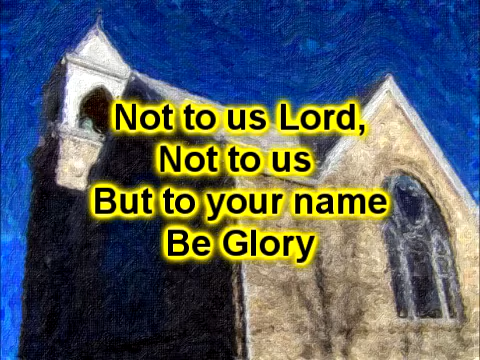 Not to us Lord,
Not to us
But to your name
Be Glory